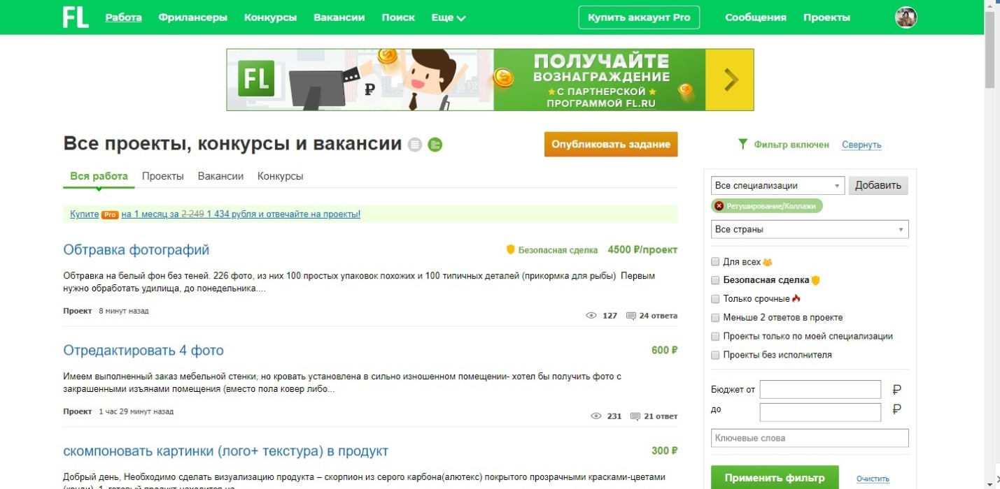 FL Работа Фрилансеры Конкурсы Вакансии Поиск Еще Купить аккаунт Pro Сообщения Проекты
FL ₽ ПОЛУЧАЙТЕ
ВОЗНАГРАЖДЕНИЕ
С ПАРТНЕРСКОЙ
ПРОГРАММОЙ FL.RU
Все проекты, конкурсы и вакансии Опубликовать задание
Фильтр включен Свернуть
Вся работа Проекты Вакансии Конкурсы
Купите Pro на 1 месяц за 2 249 1 434 рубля и отвечайте на проекты!
Обтравка фотографий Безопасная сделка 4500 ₽/проект
Обтравка на белый фон без теней. 226 фото, из них 100 простых упаковок похожих и 100 типичных деталей (прикормка для рыбы) Первым
нужно обработать удилища, до понедельника....
Проект 8 минут назад 127 24 ответа
Отредактировать 4 фото 600 ₽
Имеем выполненный заказ мебельной стенки, но кровать установлена в сильно изношенном помещении- хотел бы получить фото с
закрашенными изъянами помещения (вместо пола ковер либо...
Проект 1 час 29 минут назад 231 21 ответ
скомпоновать картинки (лого+ текстура) в продукт 300 ₽
Добрый день, Необходимо сделать визуализацию продукта – скорпион из серого карбона(алютекс) покрытого прозрачными красками-цветами
Все специализации Добавить
Ретуширование/Коллажи
Все страны
Для всех
Безопасная сделка
Только срочные
Меньше 2 ответов в проекте
Проекты только по моей специализации
Проекты без исполнителя
Бюджет от ₽
до ₽
Ключевые слова
Применить фильтр Очистить